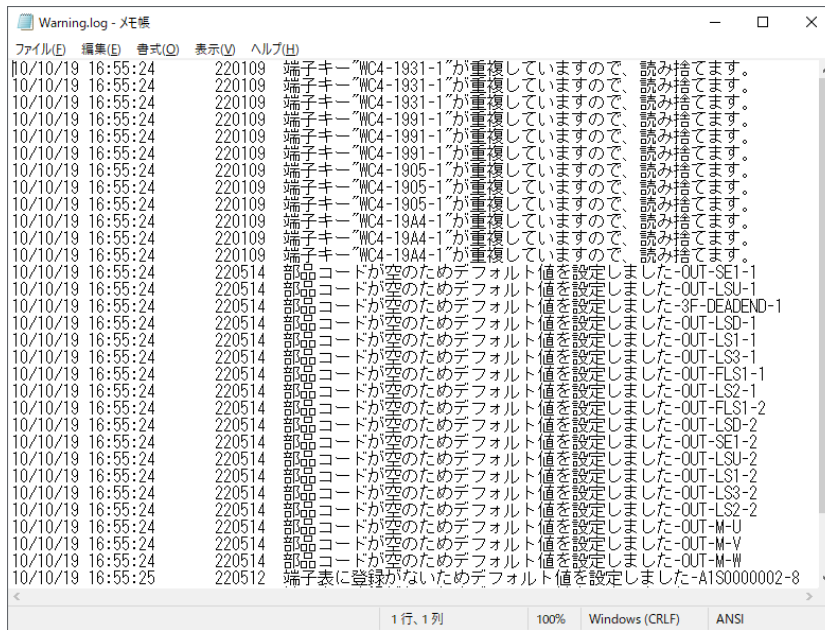 Warning.log - メモ帳
ファイル(F) 編集(E) 書式(O) 表示(V) ヘルプ(H)
10/10/19 16:55:24 220109 端子キー"WC4-1931-1"が重複していますので、読み捨てます。
10/10/19 16:55:24 220109 端子キー"WC4-1931-1"が重複していますので、読み捨てます。
10/10/19 16:55:24 220109 端子キー"WC4-1931-1"が重複していますので、読み捨てます。
10/10/19 16:55:24 220109 端子キー"WC4-1991-1"が重複していますので、読み捨てます。
10/10/19 16:55:24 220109 端子キー"WC4-1991-1"が重複していますので、読み捨てます。
10/10/19 16:55:24 220109 端子キー"WC4-1991-1"が重複していますので、読み捨てます。
10/10/19 16:55:24 220109 端子キー"WC4-1905-1"が重複していますので、読み捨てます。
10/10/19 16:55:24 220109 端子キー"WC4-1905-1"が重複していますので、読み捨てます。
10/10/19 16:55:24 220109 端子キー"WC4-1905-1"が重複していますので、読み捨てます。
10/10/19 16:55:24 220109 端子キー"WC4-19A4-1"が重複していますので、読み捨てます。
10/10/19 16:55:24 220109 端子キー"WC4-19A4-1"が重複していますので、読み捨てます。
10/10/19 16:55:24 220109 端子キー"WC4-19A4-1"が重複していますので、読み捨てます。
10/10/19 16:55:24 220514 部品コードが空のためデフォルト値を設定しました-OUT-SE1-1
10/10/19 16:55:24 220514 部品コードが空のためデフォルト値を設定しました-OUT-LSU-1
10/10/19 16:55:24 220514 部品コードが空のためデフォルト値を設定しました-3F-DEADEND-1
10/10/19 16:55:24 220514 部品コードが空のためデフォルト値を設定しました-OUT-LSD-1
10/10/19 16:55:24 220514 部品コードが空のためデフォルト値を設定しました-OUT-LS1-1
10/10/19 16:55:24 220514 部品コードが空のためデフォルト値を設定しました-OUT-LS3-1
10/10/19 16:55:24 220514 部品コードが空のためデフォルト値を設定しました-OUT-FLS1-1
10/10/19 16:55:24 220514 部品コードが空のためデフォルト値を設定しました-OUT-LS2-1
10/10/19 16:55:24 220514 部品コードが空のためデフォルト値を設定しました-OUT-FLS1-2
10/10/19 16:55:24 220514 部品コードが空のためデフォルト値を設定しました-OUT-LSD-2
10/10/19 16:55:24 220514 部品コードが空のためデフォルト値を設定しました-OUT-SE1-2
10/10/19 16:55:24 220514 部品コードが空のためデフォルト値を設定しました-OUT-LSU-2
10/10/19 16:55:24 220514 部品コードが空のためデフォルト値を設定しました-OUT-LS1-2
10/10/19 16:55:24 220514 部品コードが空のためデフォルト値を設定しました-OUT-LS3-2
10/10/19 16:55:24 220514 部品コードが空のためデフォルト値を設定しました-OUT-LS2-2
10/10/19 16:55:24 220514 部品コードが空のためデフォルト値を設定しました-OUT-M-U
10/10/19 16:55:24 220514 部品コードが空のためデフォルト値を設定しました-OUT-M-V
10/10/19 16:55:24 220514 部品コードが空のためデフォルト値を設定しました-OUT-M-W
10/10/19 16:55:25 220512 端子表に登録がないためデフォルト値を設定しました-A1S0000002-8
1行、1列 100% Windows (CRLF) ANSI